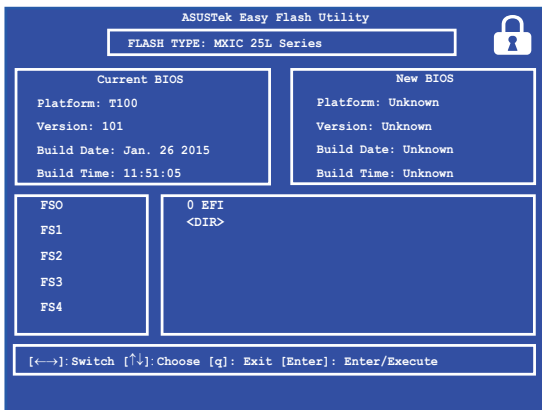 ASUSTek Easy Flash Utility
FLASH TYPE: MXIC 25L Series
Current BIOS
Platform: T100
Version: 101
Build Date: Jan. 26 2015
Build Time: 11:51:05
New BIOS
Platform: Unknown
Version: Unknown
Build Date: Unknown
Build Time: Unknown
FSO
FS1
FS2
FS3
FS4
0 EFI
<DIR>
[←→]: Switch [↑↓]: Choose [q]: Exit [Enter]: Enter/Execute